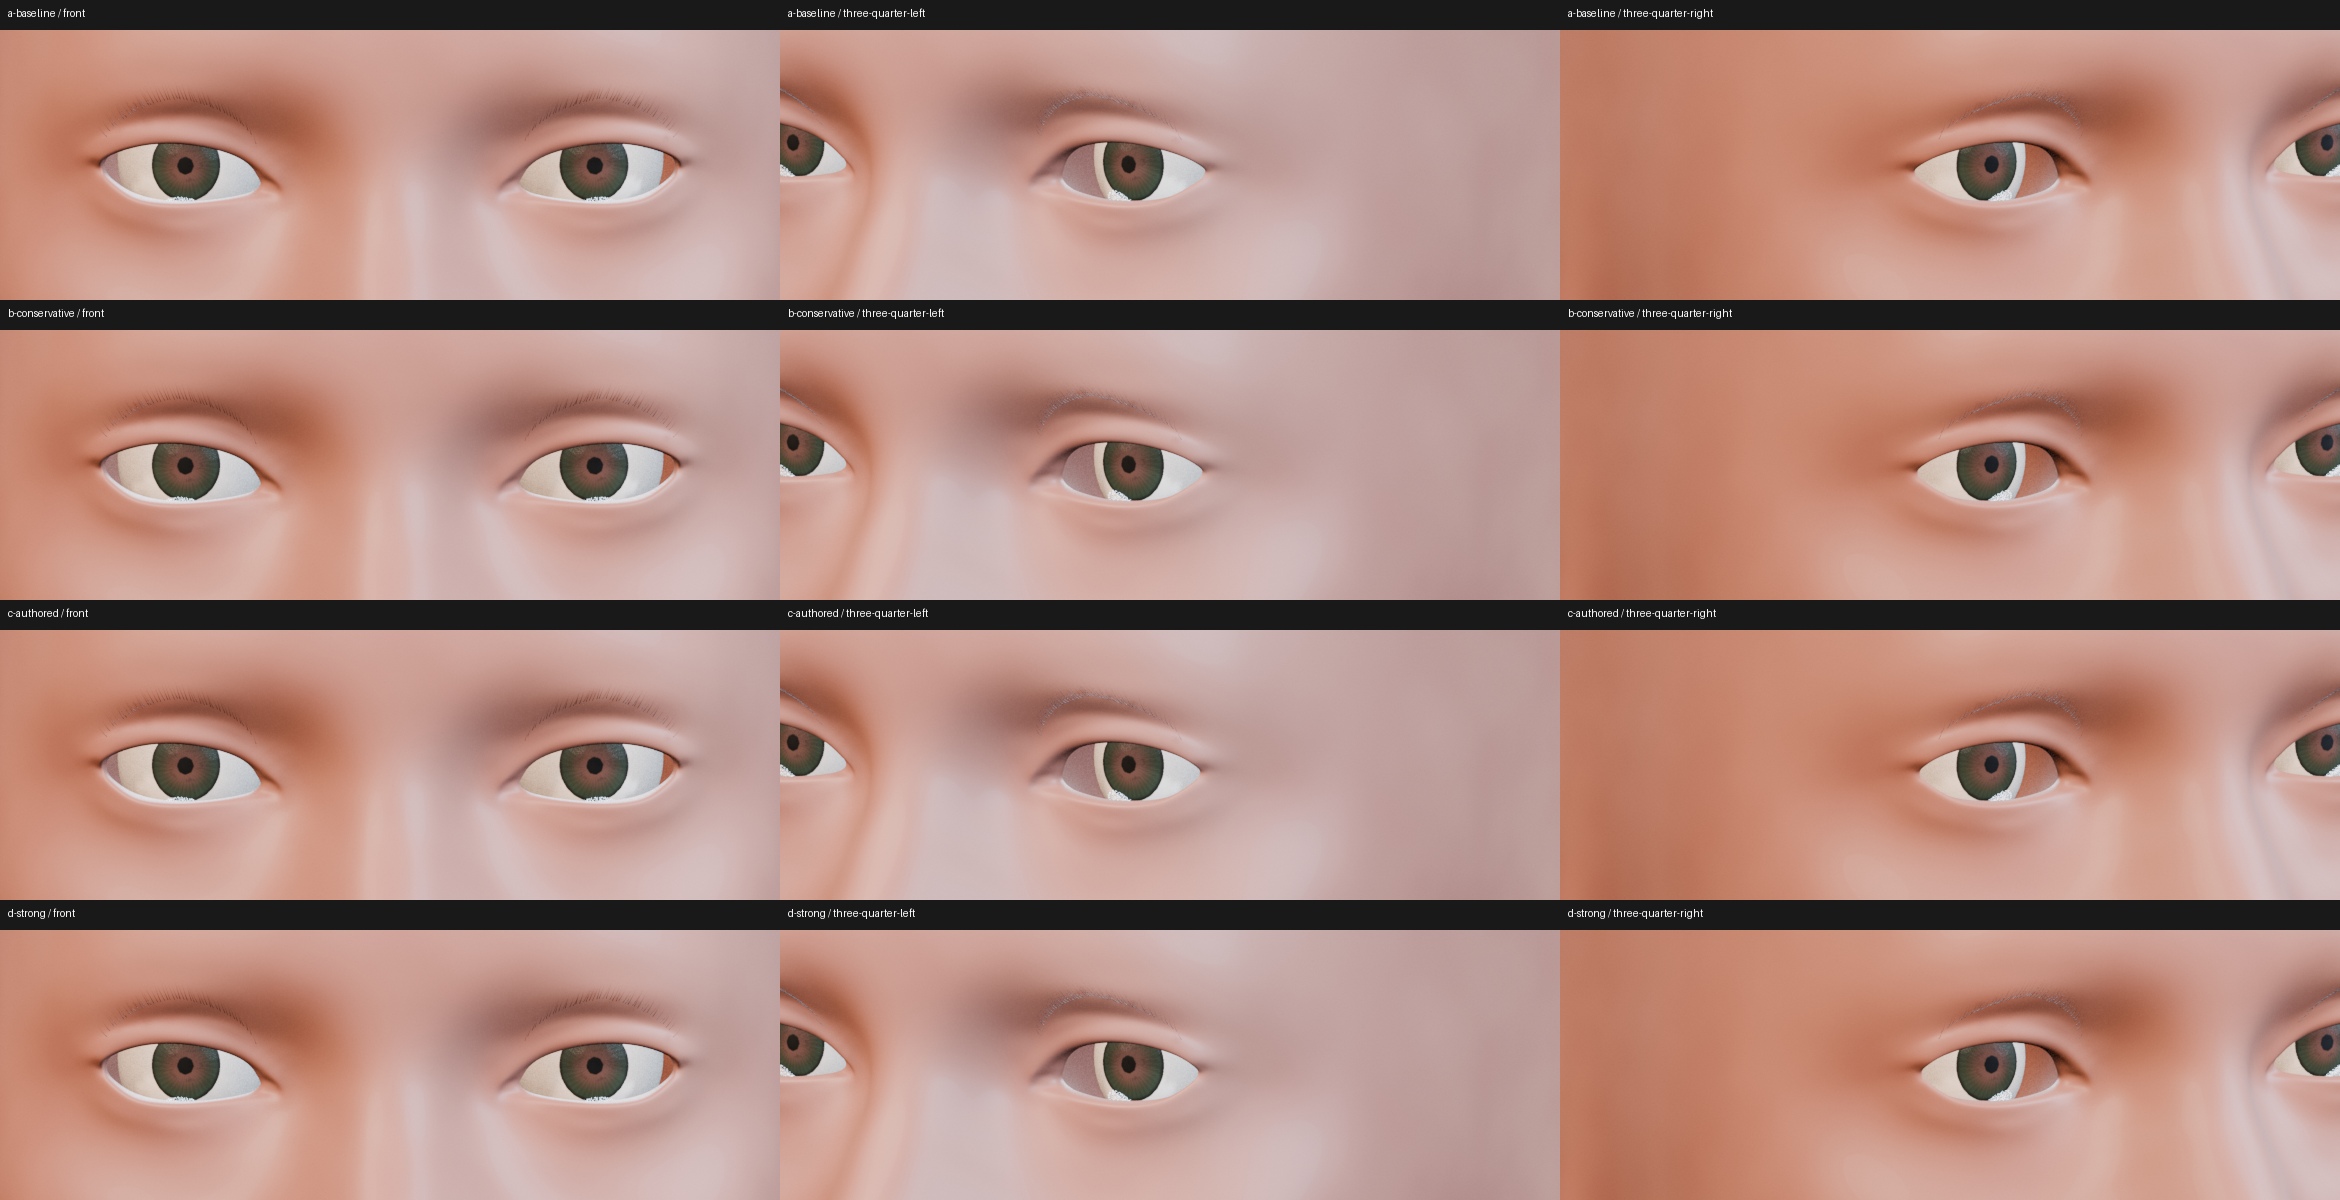 a-baseline / front
a-baseline / three-quarter-left
a-baseline / three-quarter-right
b-conservative / front
b-conservative / three-quarter-left
b-conservative / three-quarter-right
c-authored / front
c-authored / three-quarter-left
c-authored / three-quarter-right
d-strong / front
d-strong / three-quarter-left
d-strong / three-quarter-right